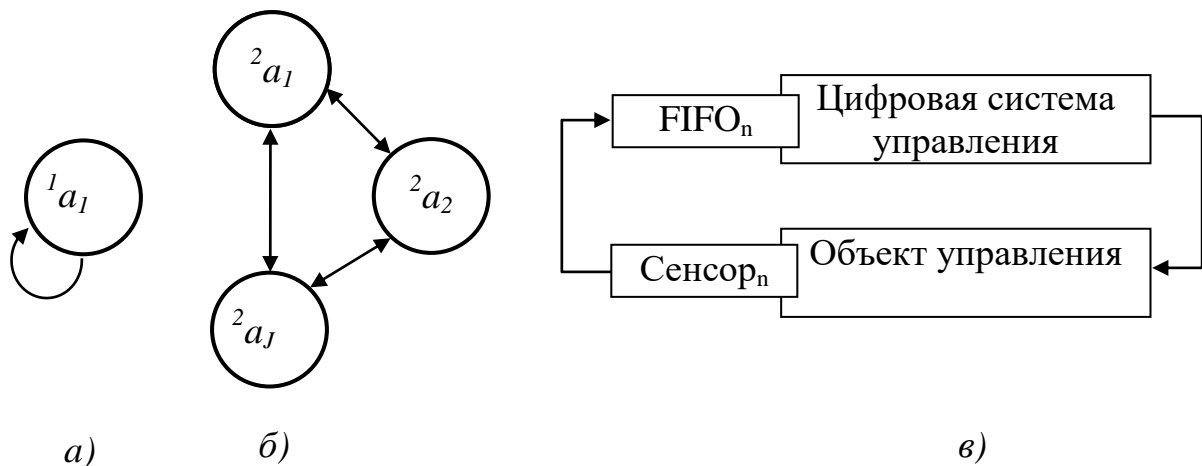 ²a₁
¹a₁
²a₂
²a_J
FIFOₙ
Цифровая система
управления
Сенсорₙ
Объект управления
а)
б)
в)